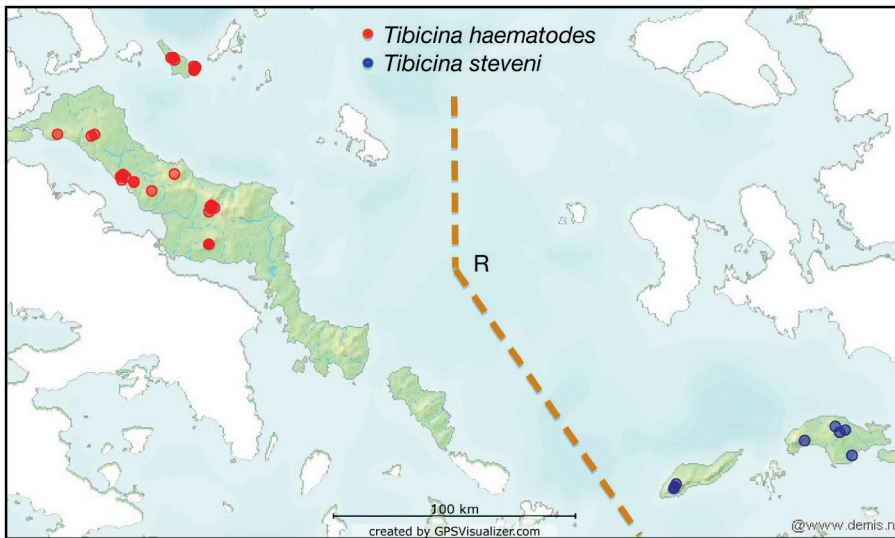 Tibicina haematodes
Tibicina steveni
R
100 km
created by GPSVisualizer.com
@www.demis.n